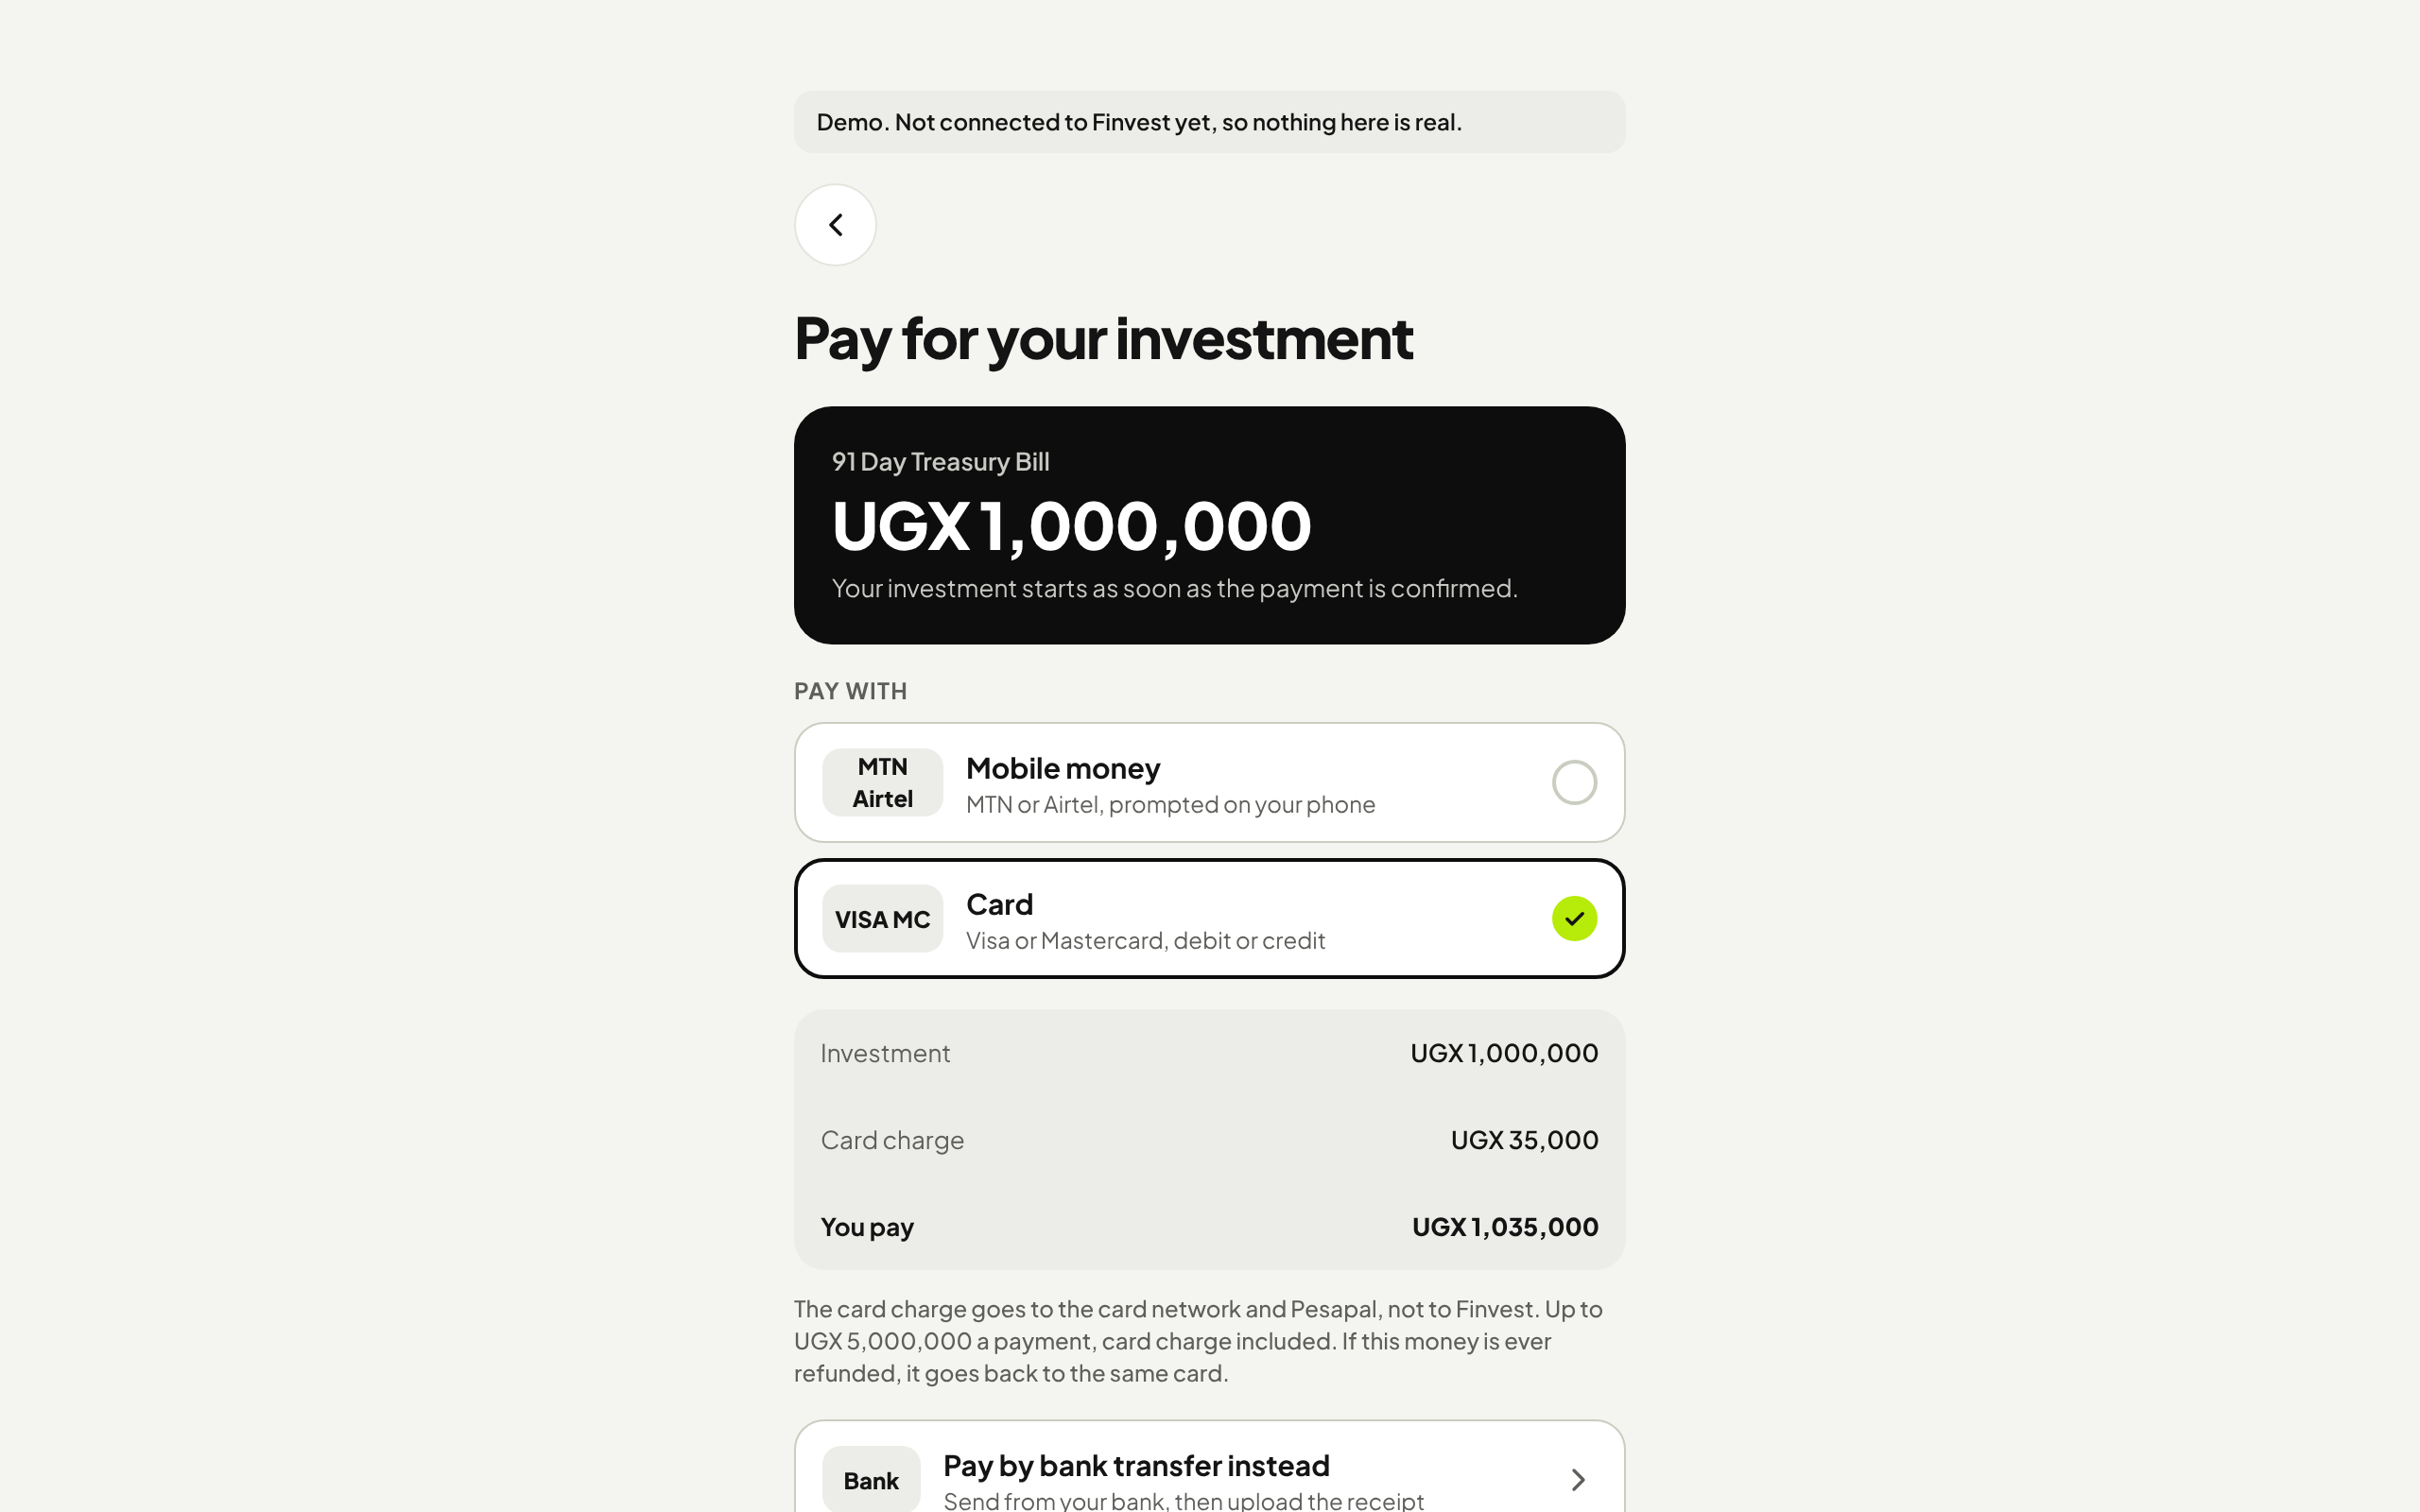 Demo. Not connected to Finvest yet, so nothing here is real.
Pay for your investment
91 Day Treasury Bill
UGX 1,000,000
Your investment starts as soon as the payment is confirmed.
PAY WITH
MTN
Airtel
Mobile money
MTN or Airtel, prompted on your phone
VISA MC
Card
Visa or Mastercard, debit or credit
Investment UGX 1,000,000
Card charge UGX 35,000
You pay UGX 1,035,000
The card charge goes to the card network and Pesapal, not to Finvest. Up to
UGX 5,000,000 a payment, card charge included. If this money is ever
refunded, it goes back to the same card.
Bank
Pay by bank transfer instead
Send from your bank, then upload the receipt